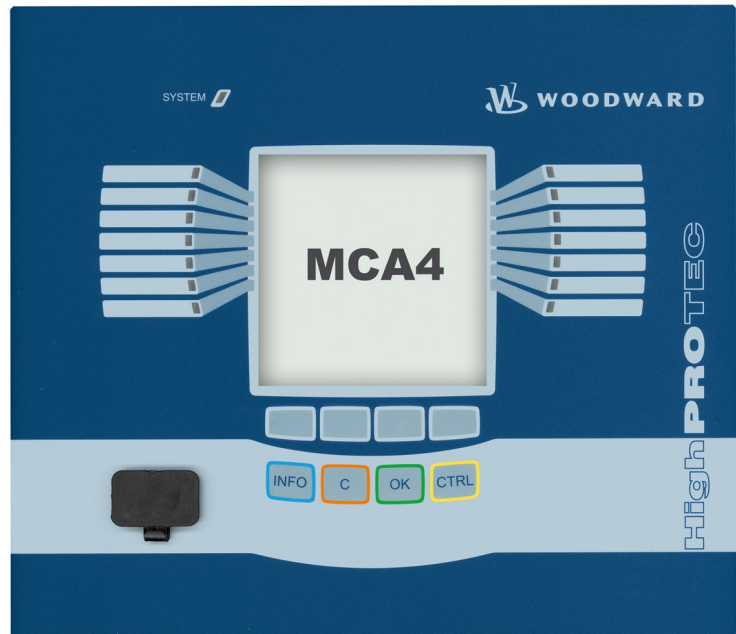 SYSTEM
WOODWARD
MCA4
INFO
C
OK
CTRL
HighPROTEC